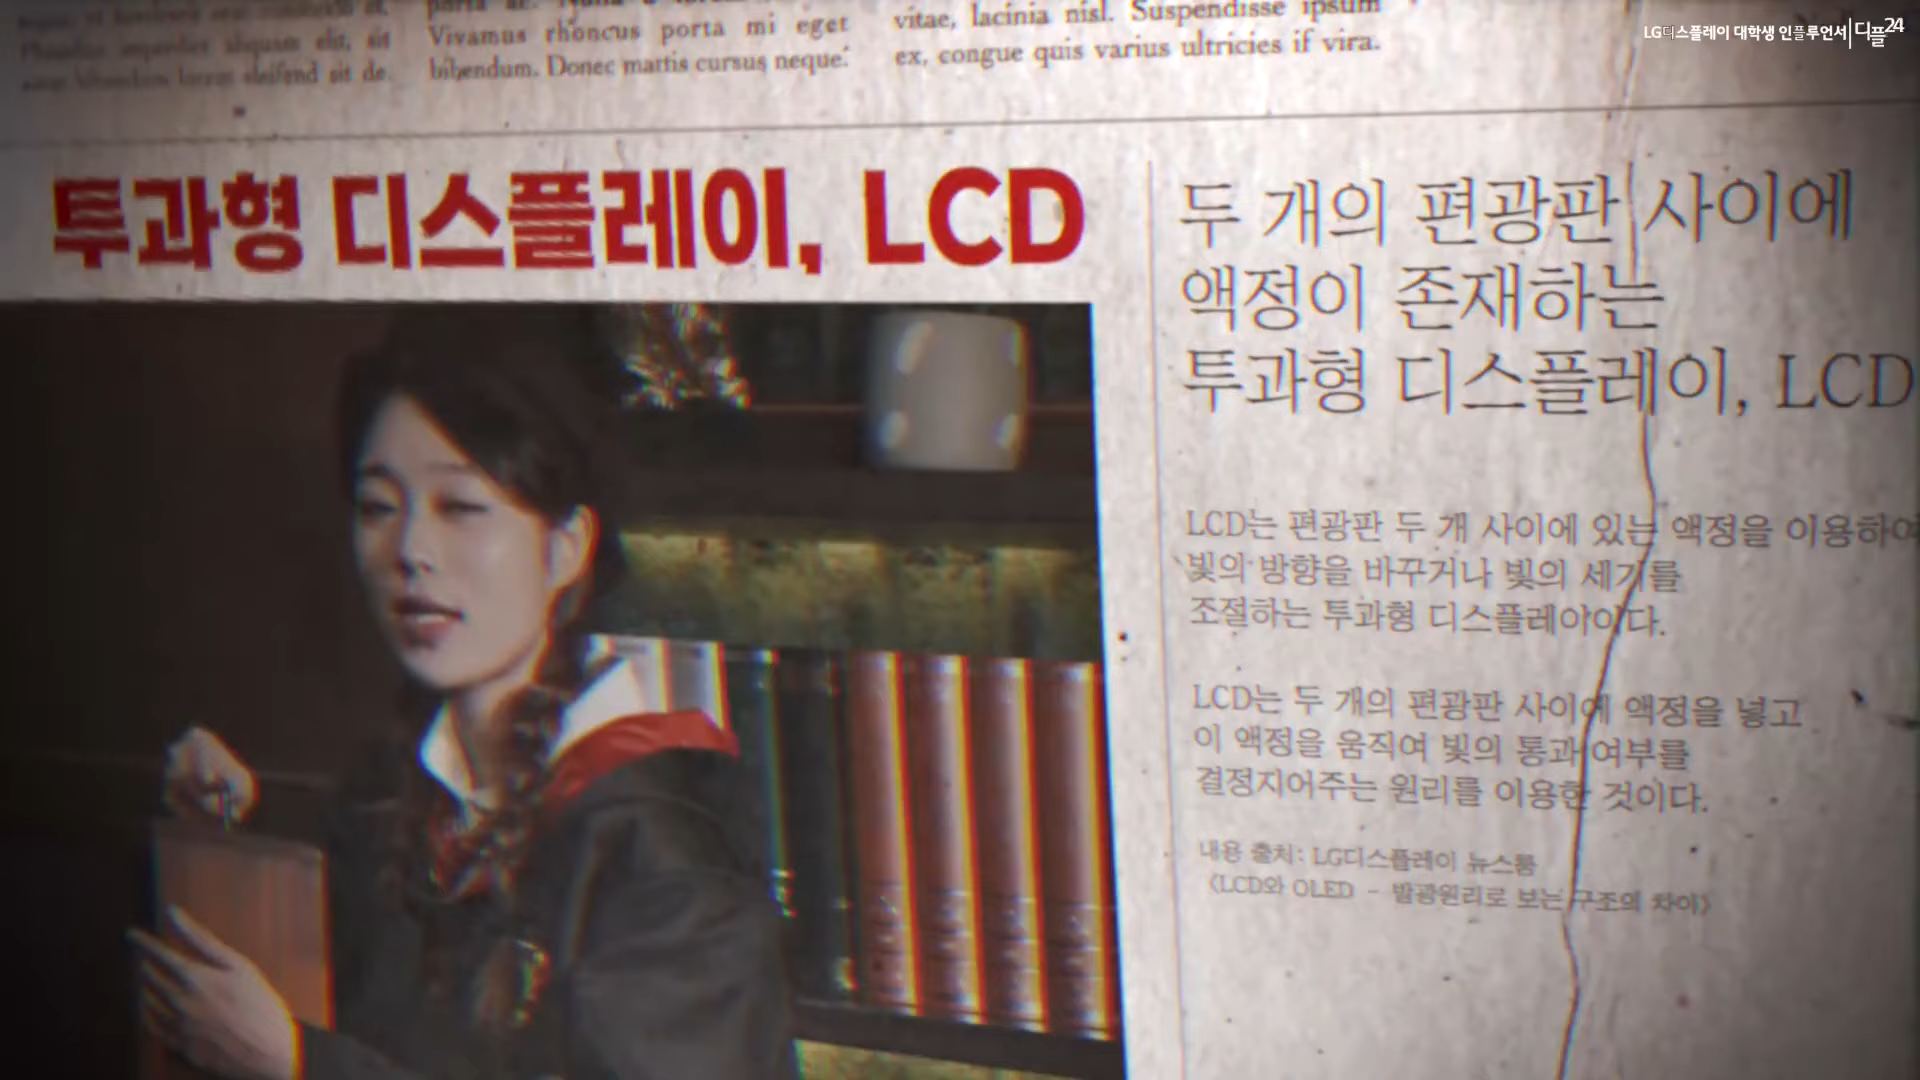 LG디스플레이 대학생 인플루언서 디플24
porta
Vivamus rhoncus porta mi eget
bibendum. Donec martis cursus neque.
vitae, lacinia nisl. Suspendisse ipsum
ex, congue quis varius ultricies if vira.
투과형 디스플레이, LCD
두 개의 편광판 사이에
액정이 존재하는
투과형 디스플레이, LCD
LCD는 편광판 두 개 사이에 있는 액정을 이용하여
빛의 방향을 바꾸거나 빛의 세기를
조절하는 투과형 디스플레이이다.
LCD는 두 개의 편광판 사이에 액정을 넣고
이 액정을 움직여 빛의 통과 여부를
결정지어주는 원리를 이용한 것이다.
내용 출처: LG디스플레이 뉴스룸
《LCD와 OLED - 발광원리로 보는 구조의 차이》